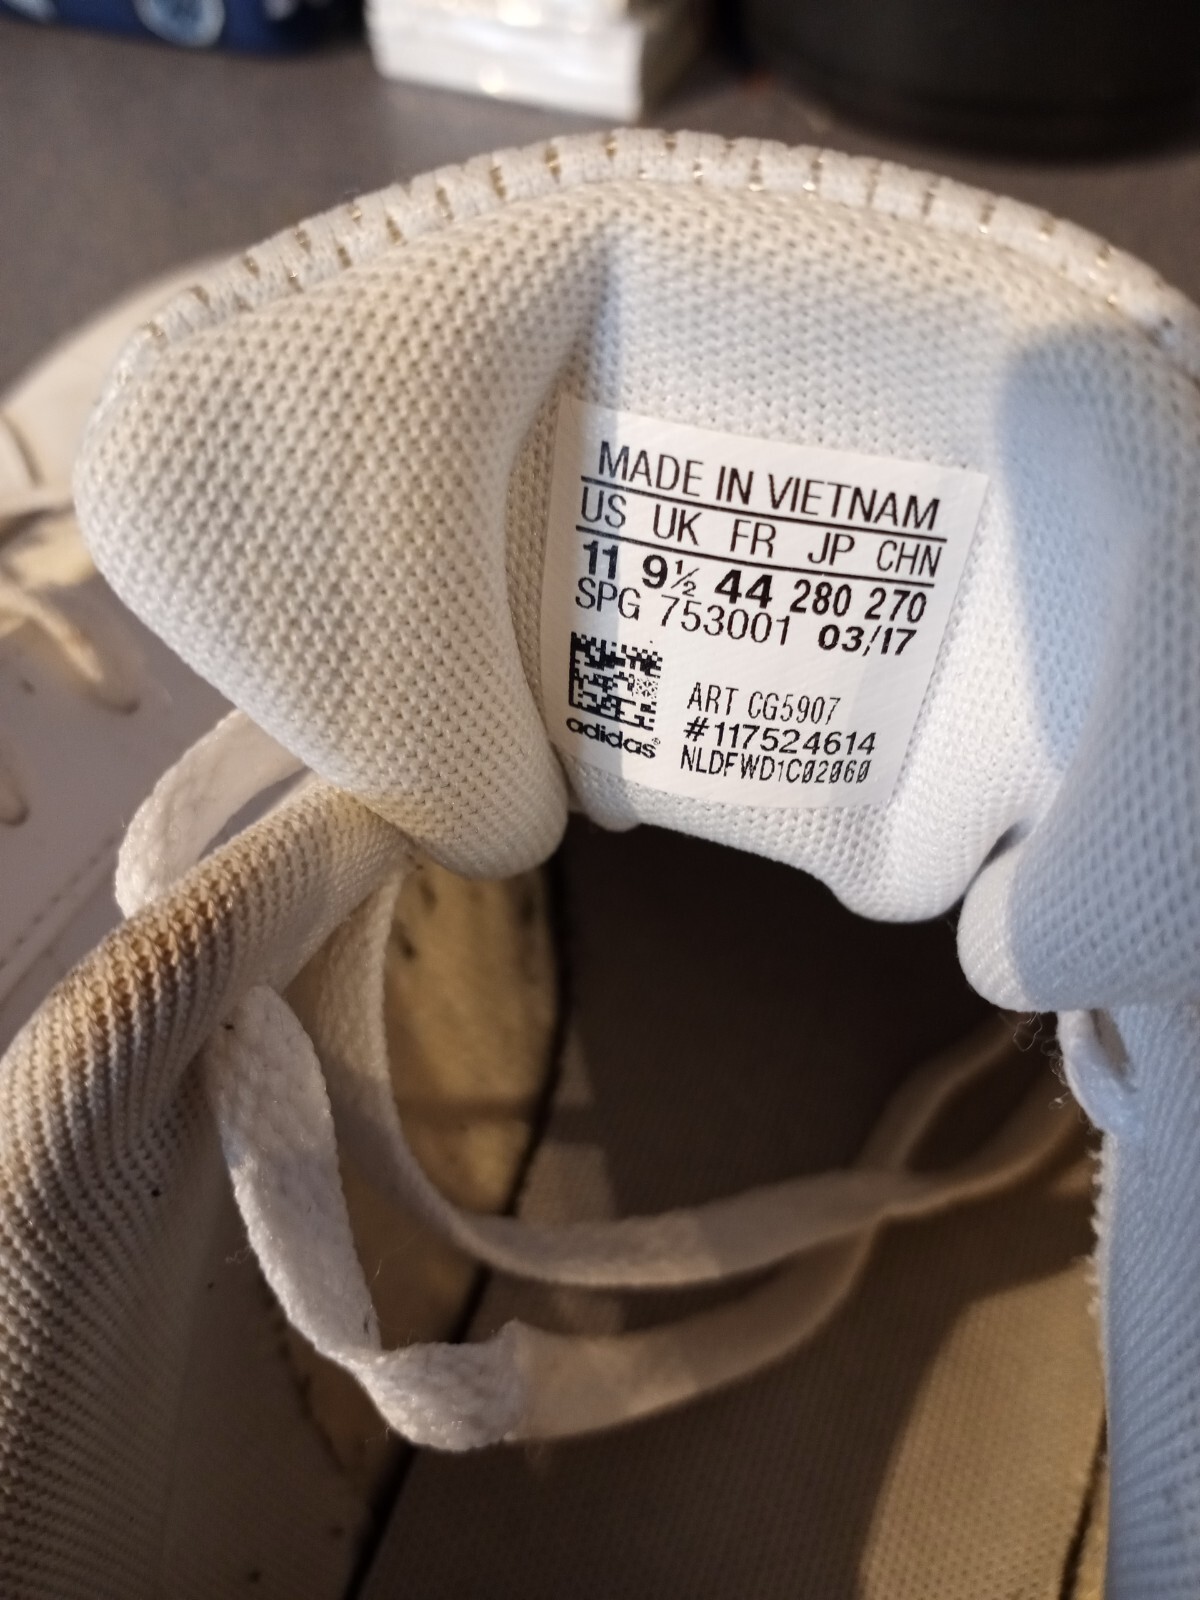 MADE IN VIETNAM
US UK FR JP CHN
11 9½ 44 280 270
SPG 753001 03/17
ART CG5907
#117524614
adidas®
NLDFWD1C02060